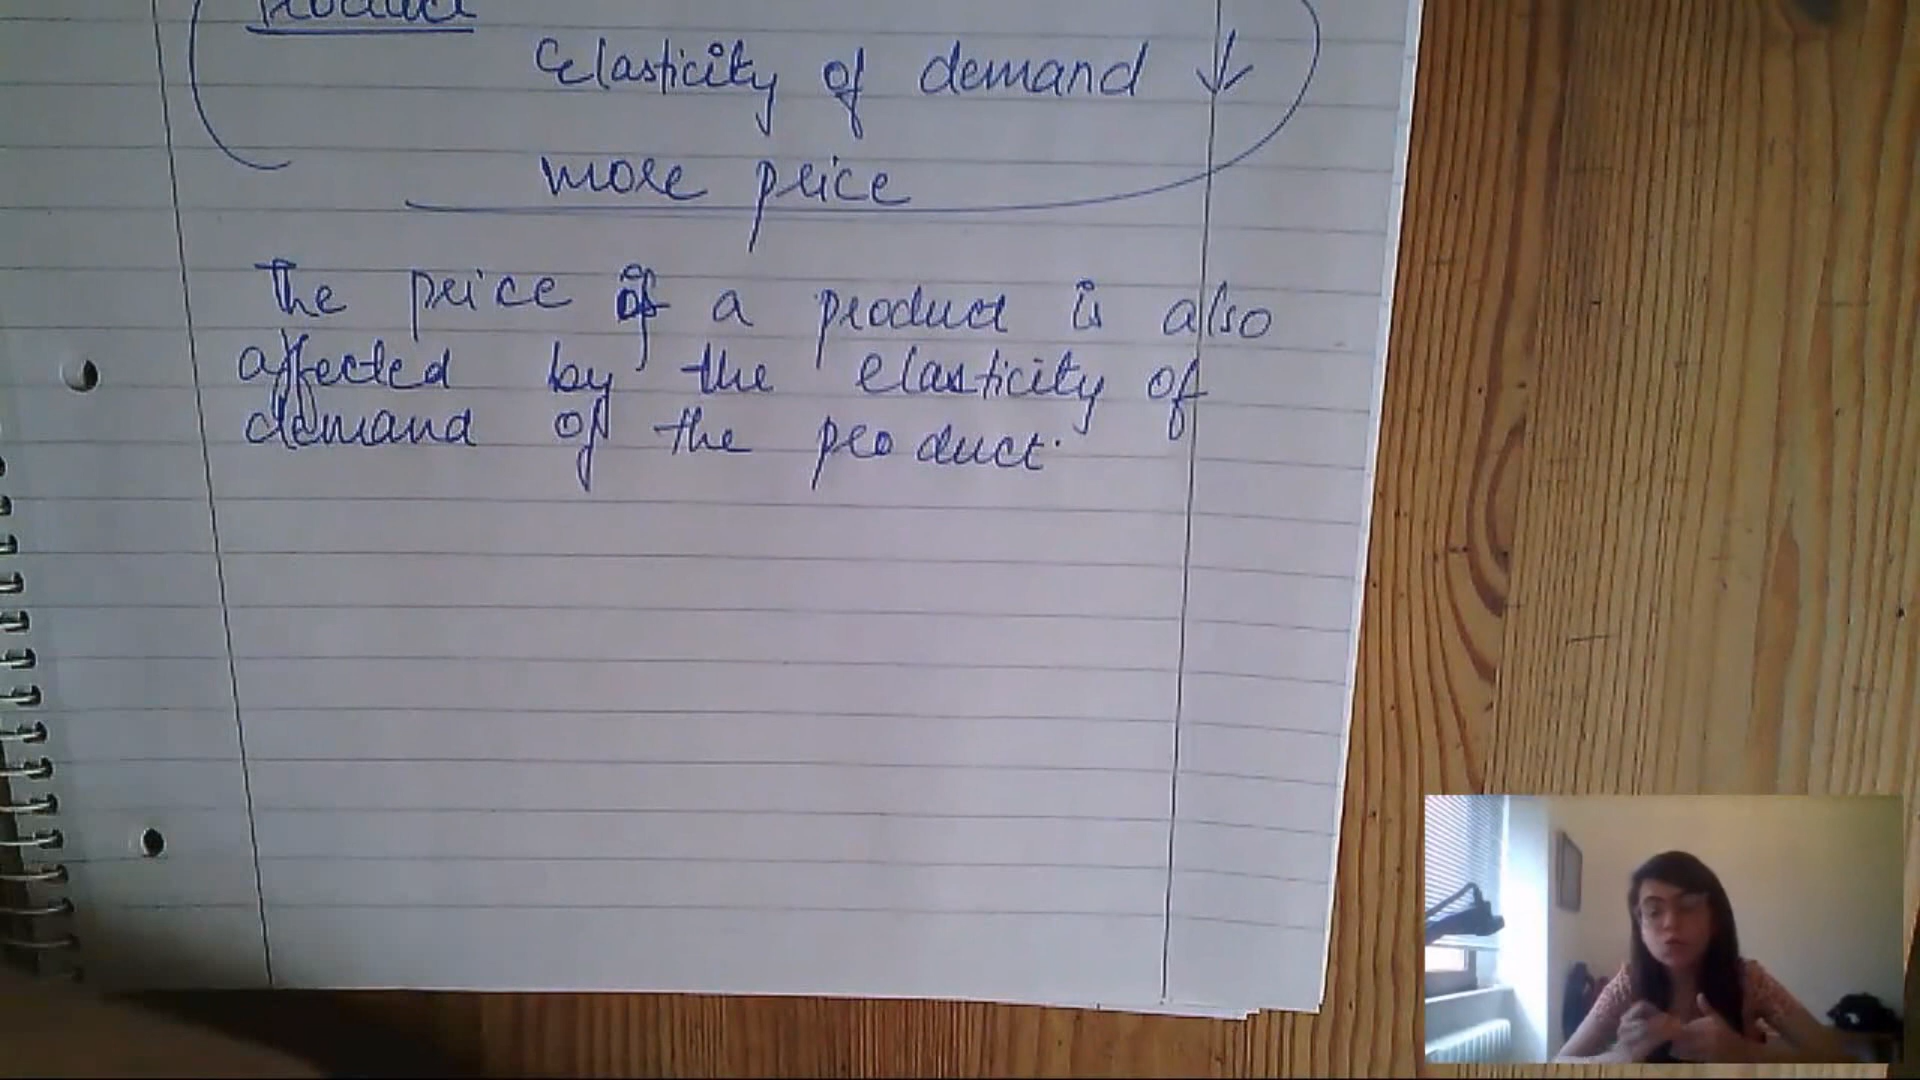 Product
Elasticity of demand ↓
more price
The price of a product is also
affected by the elasticity of
demand of the product.